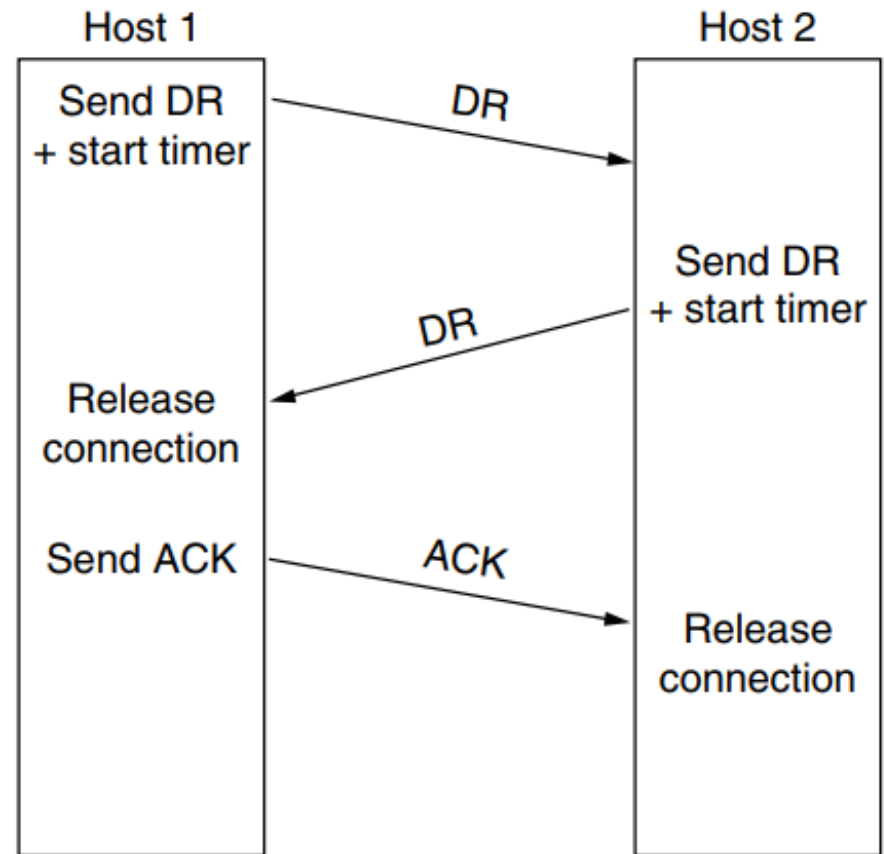 Host 1
Host 2
Send DR
+ start timer
DR
Send DR
+ start timer
DR
Release
connection
Send ACK
ACK
Release
connection